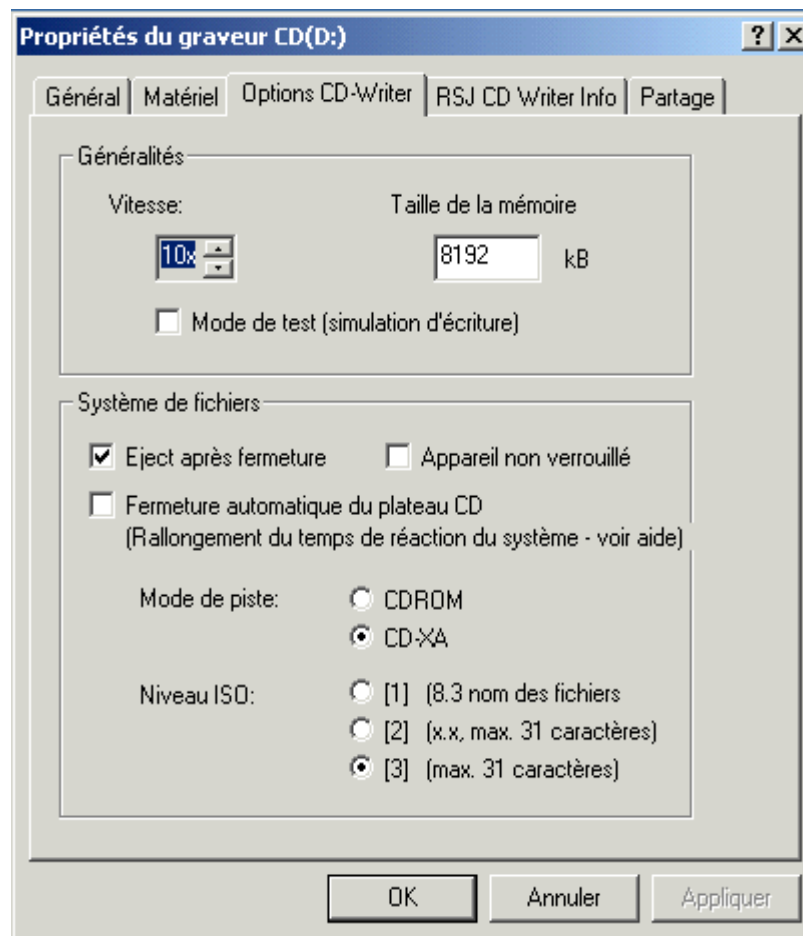 Propriétés du graveur CD(D:)
Général Matériel Options CD-Writer RSJ CD Writer Info Partage
Généralités
Vitesse: Taille de la mémoire
10x 8192 kB
Mode de test (simulation d'écriture)
Système de fichiers
Eject après fermeture Appareil non verrouillé
Fermeture automatique du plateau CD
(Rallongement du temps de réaction du système - voir aide)
Mode de piste: CDROM
CD-XA
Niveau ISO: [1] (8.3 nom des fichiers
[2] (x.x, max. 31 caractères)
[3] (max. 31 caractères)
OK Annuler Appliquer